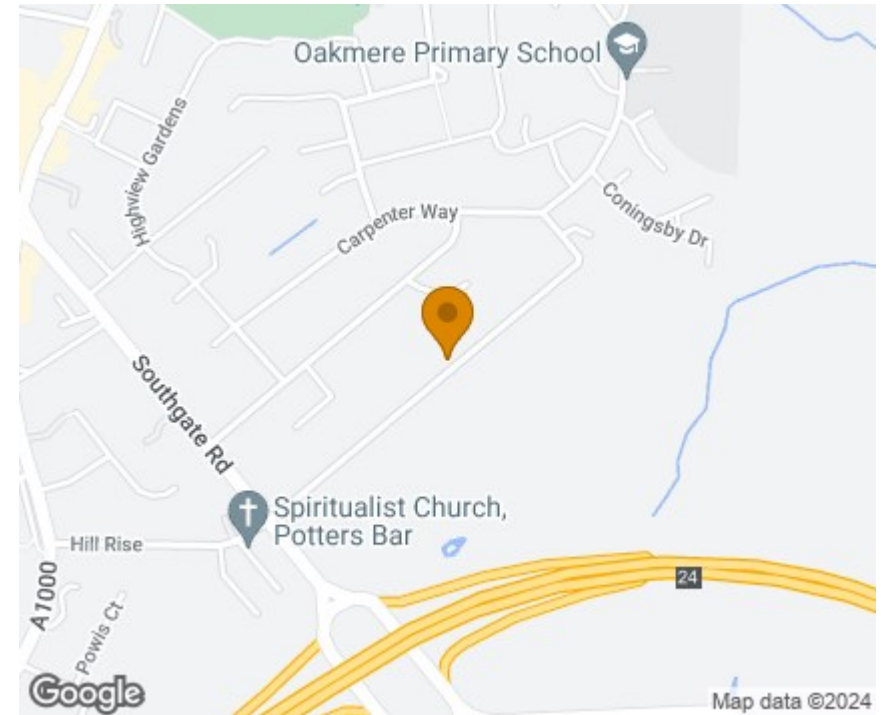 Oakmere Primary School
Highview Gardens
Carpenter Way
Coningsby Dr
Southgate Rd
Spiritualist Church,
Potters Bar
Hill Rise
24
A1000
Powis Ct
Google
Map data ©2024